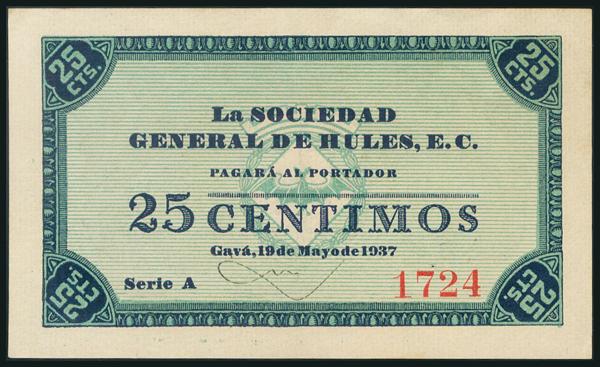 25 CTS.
25 CTS.
La SOCIEDAD
GENERAL DE HULES, E. C.
PAGARÁ AL PORTADOR
25 CENTIMOS
Gavá, 19 de Mayo de 1937
Serie A
1724
25 CTS.
25 CTS.